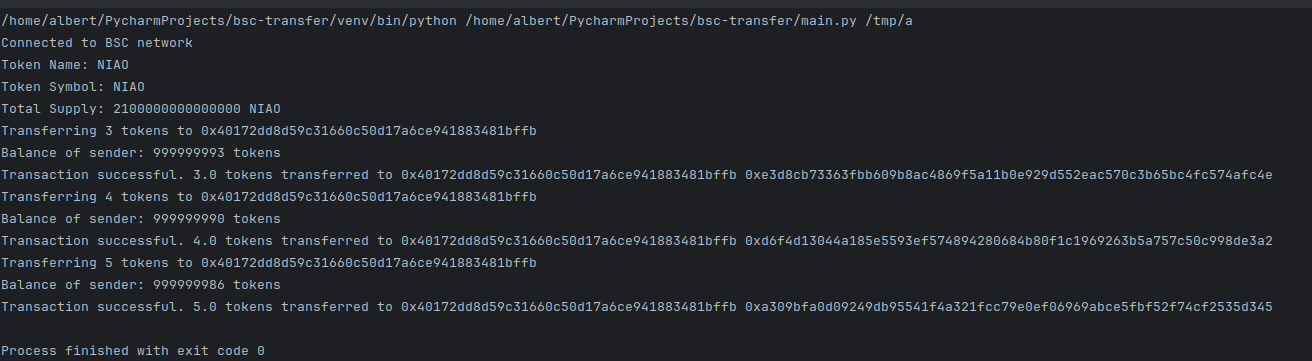 /home/albert/PycharmProjects/bsc-transfer/venv/bin/python /home/albert/PycharmProjects/bsc-transfer/main.py /tmp/a
Connected to BSC network
Token Name: NIAO
Token Symbol: NIAO
Total Supply: 2100000000000000 NIAO
Transferring 3 tokens to 0x40172dd8d59c31660c50d17a6ce941883481bffb
Balance of sender: 999999993 tokens
Transaction successful. 3.0 tokens transferred to 0x40172dd8d59c31660c50d17a6ce941883481bffb 0xe3d8cb73363fbb609b8ac4869f5a11b0e929d552eac570c3b65bc4fc574afc4e
Transferring 4 tokens to 0x40172dd8d59c31660c50d17a6ce941883481bffb
Balance of sender: 999999990 tokens
Transaction successful. 4.0 tokens transferred to 0x40172dd8d59c31660c50d17a6ce941883481bffb 0xd6f4d13044a185e5593ef574894280684b80f1c1969263b5a757c50c998de3a2
Transferring 5 tokens to 0x40172dd8d59c31660c50d17a6ce941883481bffb
Balance of sender: 999999986 tokens
Transaction successful. 5.0 tokens transferred to 0x40172dd8d59c31660c50d17a6ce941883481bffb 0xa309bfa0d09249db95541f4a321fcc79e0ef06969abce5fbf52f74cf2535d345
Process finished with exit code 0